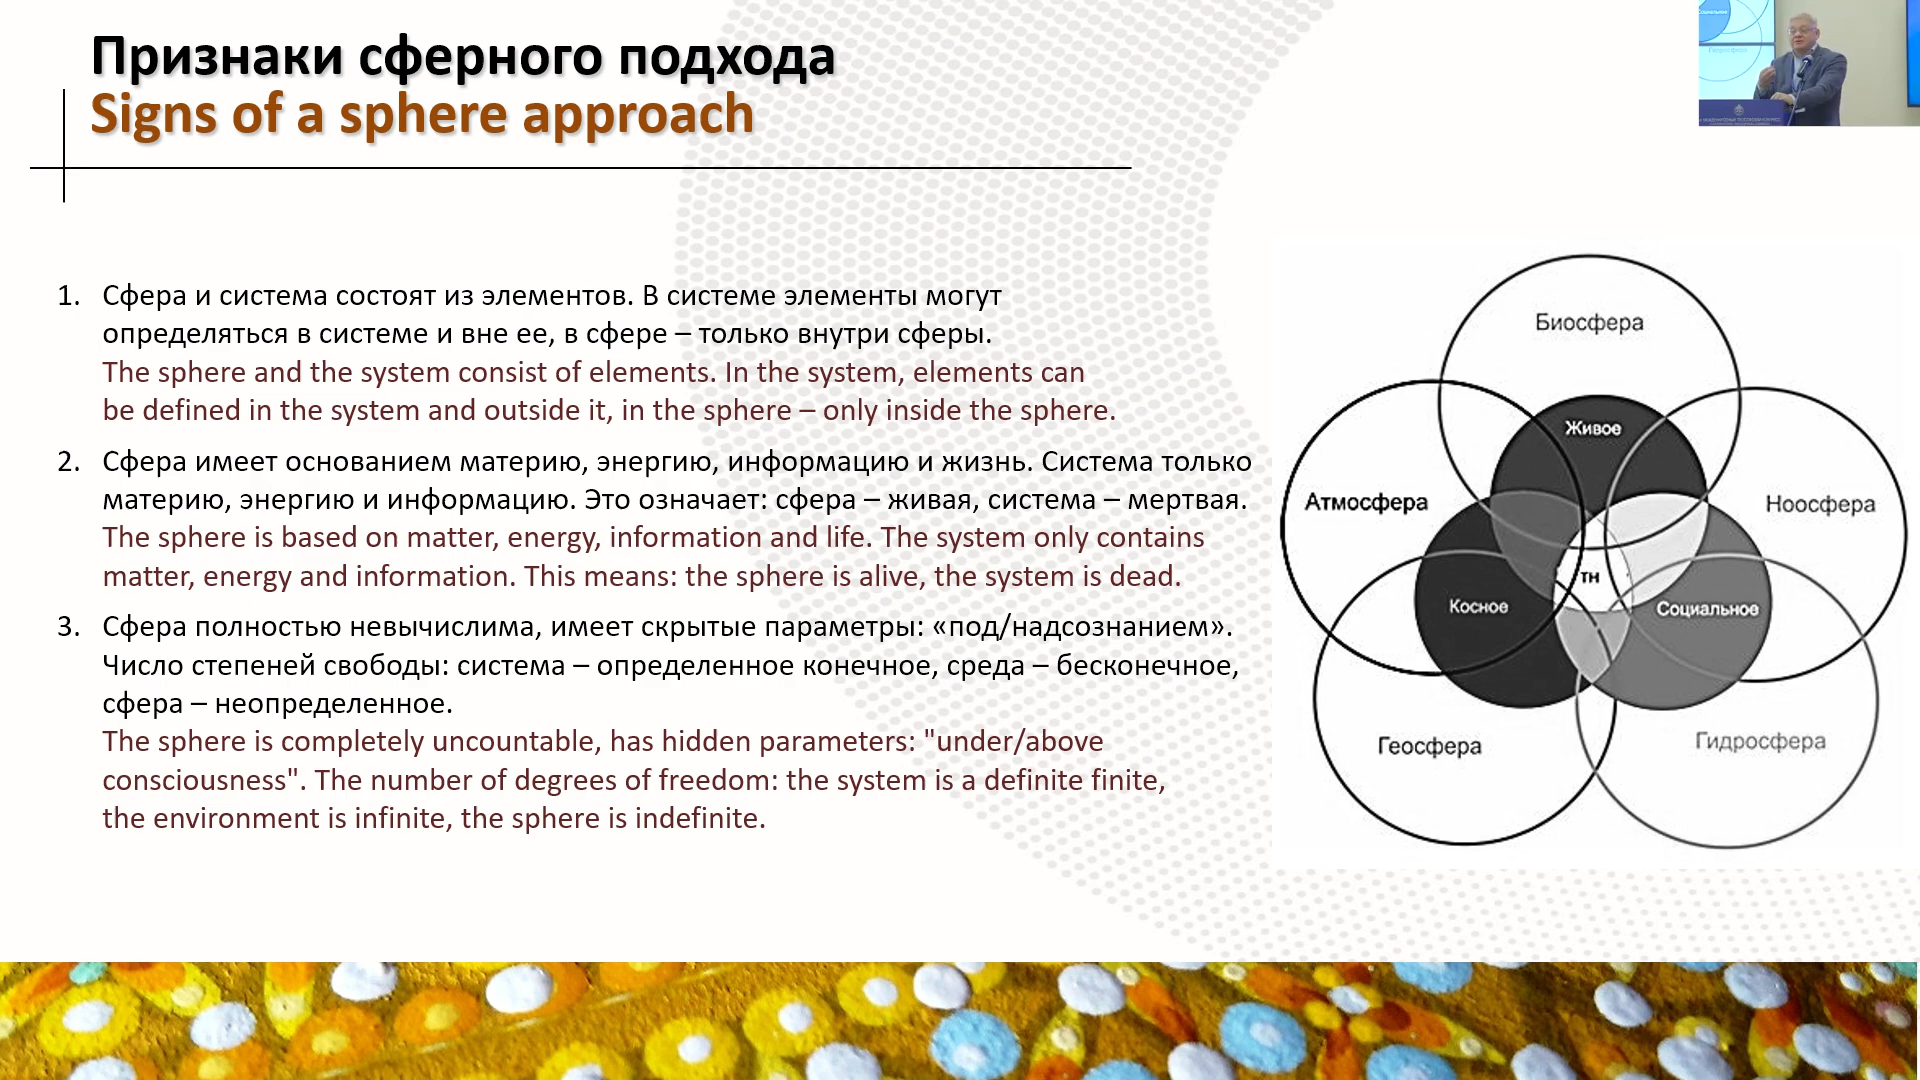 Признаки сферного подхода
Signs of a sphere approach
1. Сфера и система состоят из элементов. В системе элементы могут
определяться в системе и вне ее, в сфере – только внутри сферы.
The sphere and the system consist of elements. In the system, elements can
be defined in the system and outside it, in the sphere – only inside the sphere.
2. Сфера имеет основанием материю, энергию, информацию и жизнь. Система только
материю, энергию и информацию. Это означает: сфера – живая, система – мертвая.
The sphere is based on matter, energy, information and life. The system only contains
matter, energy and information. This means: the sphere is alive, the system is dead.
3. Сфера полностью невычислима, имеет скрытые параметры: «под/надсознанием».
Число степеней свободы: система – определенное конечное, среда – бесконечное,
сфера – неопределенное.
The sphere is completely uncountable, has hidden parameters: "under/above
consciousness". The number of degrees of freedom: the system is a definite finite,
the environment is infinite, the sphere is indefinite.
Биосфера
Живое
Атмосфера
Ноосфера
ТН
Косное
Социальное
Геосфера
Гидросфера